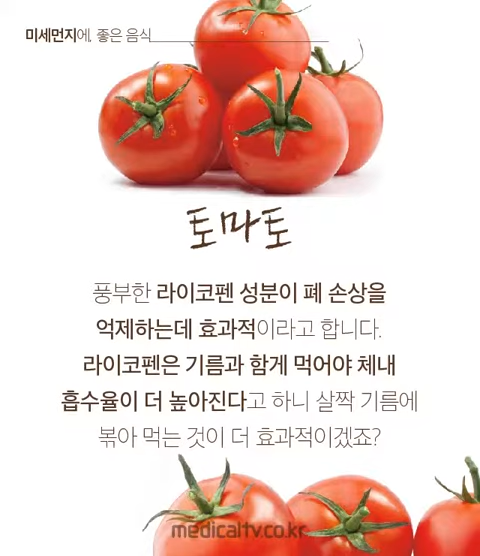 미세먼지에 좋은 음식
토마토
풍부한 라이코펜 성분이 폐 손상을
억제하는데 효과적이라고 합니다.
라이코펜은 기름과 함게 먹어야 체내
흡수율이 더 높아진다고 하니 살짝 기름에
볶아 먹는 것이 더 효과적이겠죠?
medicaltv.co.kr